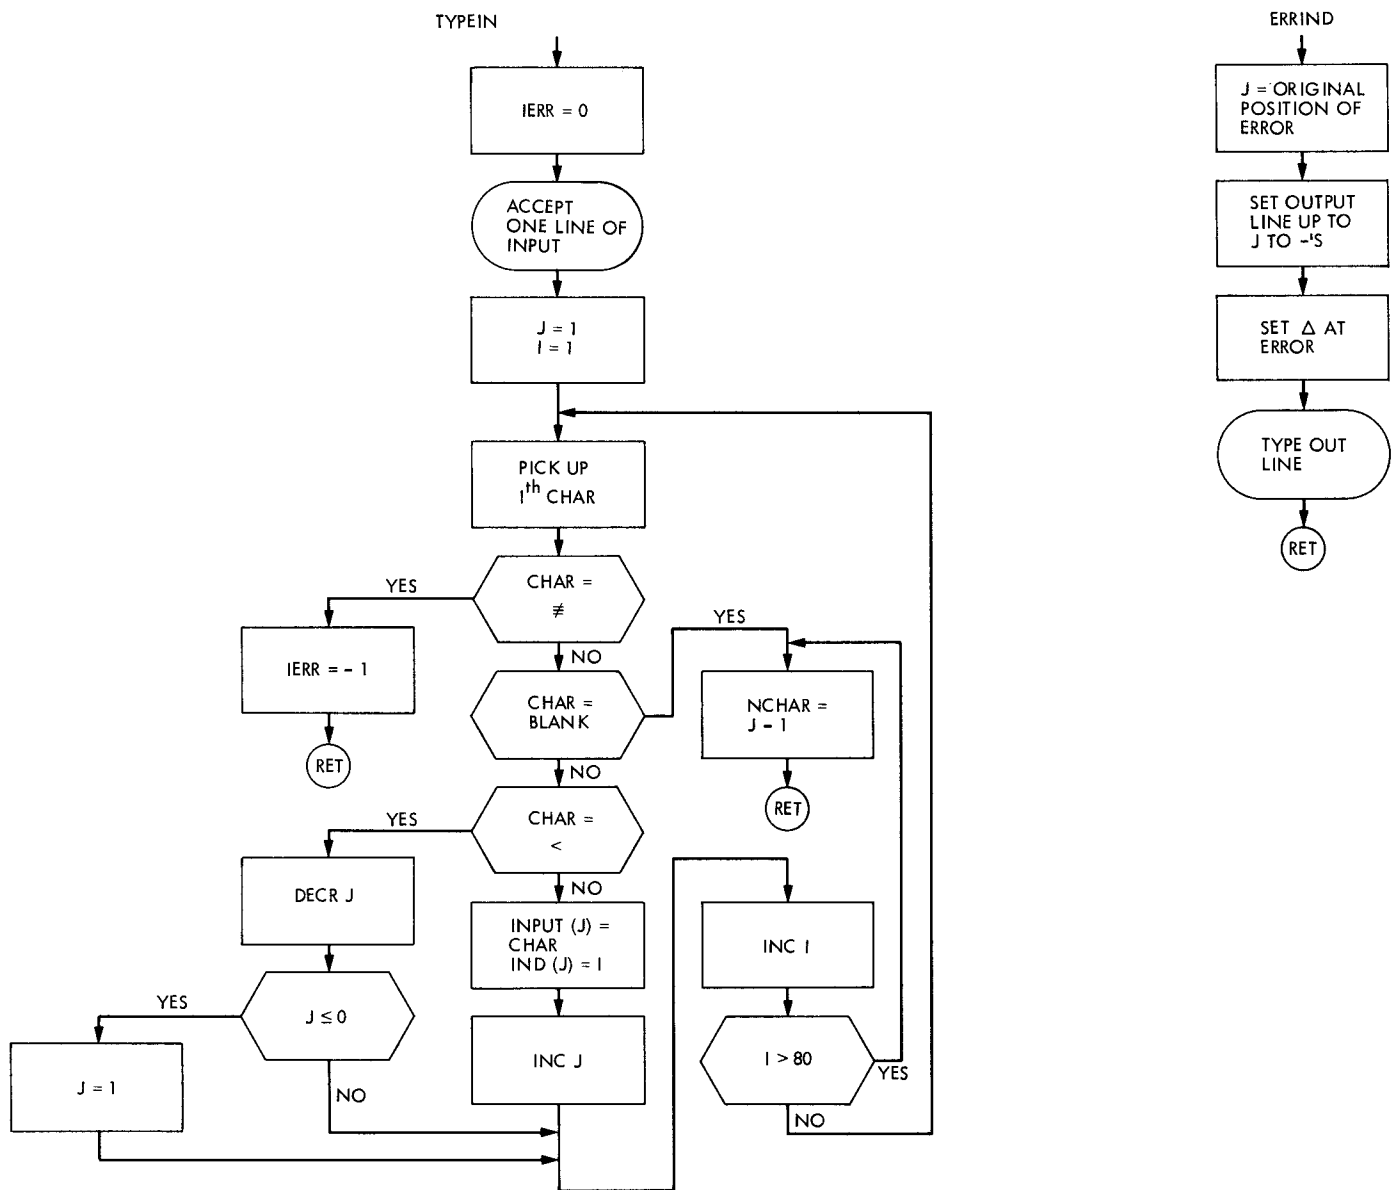 TYPEIN
IERR = 0
ACCEPT
ONE LINE OF
INPUT
J = 1
I = 1
PICK UP
Ith CHAR
CHAR =
≢
YES
NO
IERR = - 1
RET
CHAR =
BLANK
YES
NO
NCHAR =
J - 1
RET
CHAR =
<
YES
NO
DECR J
J ≤ 0
YES
NO
J = 1
INPUT (J) =
CHAR
IND (J) = I
INC J
INC I
I > 80
YES
NO
ERRIND
J = ORIGINAL
POSITION OF
ERROR
SET OUTPUT
LINE UP TO
J TO -'S
SET Δ AT
ERROR
TYPE OUT
LINE
RET